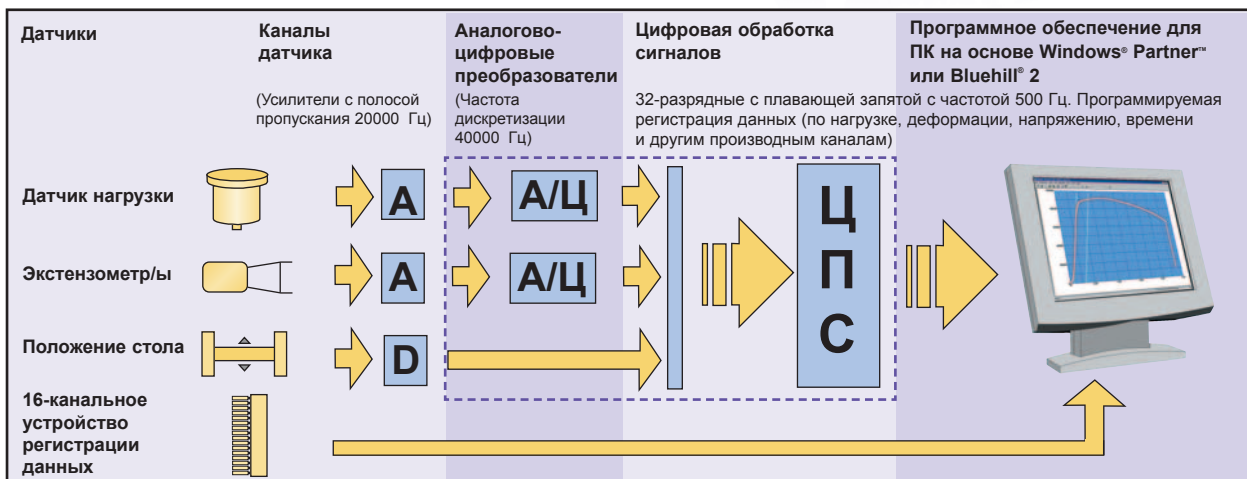 Датчики
Каналы
датчика
(Усилители с полосой
пропускания 20000 Гц)
Аналогово-
цифровые
преобразователи
(Частота
дискретизации
40000 Гц)
Цифровая обработка
сигналов
32-разрядные с плавающей запятой с частотой 500 Гц. Программируемая
регистрация данных (по нагрузке, деформации, напряжению, времени
и другим производным каналам)
Программное обеспечение для
ПК на основе Windows® Partner™
или Bluehill® 2
Датчик нагрузки
A
А/Ц
Экстензометр/ы
A
А/Ц
Положение стола
D
Ц
П
С
16-канальное
устройство
регистрации
данных